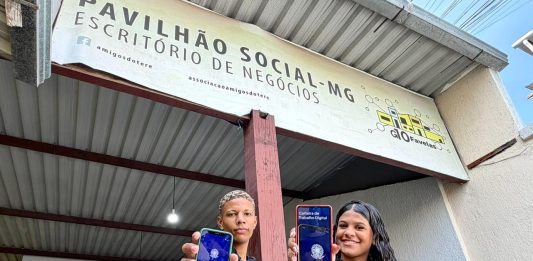 PAVILHÃO SOCIAL-MG
ESCRITÓRIO DE NEGÓCIOS
amigosdotere
associacaoamigosdotere
G10
Favelas
Carteira de
Trabalho Digital